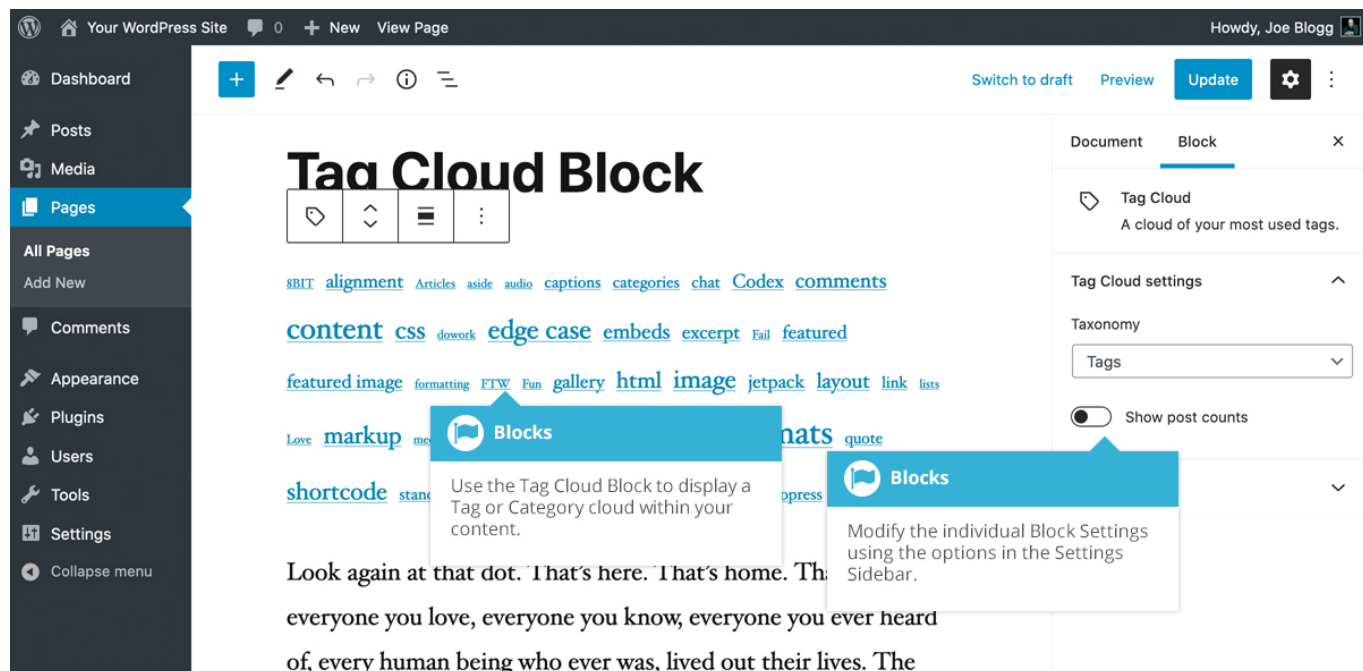 Your WordPress Site 0 New View Page Howdy, Joe Blogg
Dashboard
Posts
Media
Pages
All Pages
Add New
Comments
Appearance
Plugins
Users
Tools
Settings
Collapse menu
Switch to draft Preview Update
Tag Cloud Block
8BIT alignment Articles aside audio captions categories chat Codex comments
content css dowork edge case embeds excerpt Fail featured
featured image formatting FTW Fun gallery html image jetpack layout link lists
Love markup quote
shortcode
Blocks
Use the Tag Cloud Block to display a
Tag or Category cloud within your
content.
Look again at that dot. That's here. That's home.
everyone you love, everyone you know, everyone you ever heard
of, every human being who ever was, lived out their lives. The
Document Block
Tag Cloud
A cloud of your most used tags.
Tag Cloud settings
Taxonomy
Tags
Show post counts
Blocks
Modify the individual Block Settings
using the options in the Settings
Sidebar.